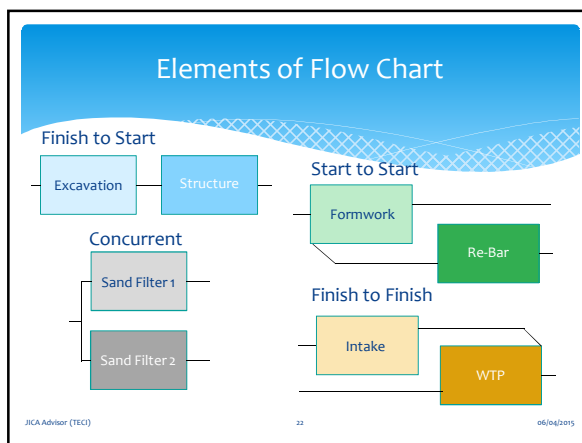 Elements of Flow Chart
Finish to Start
Excavation
Structure
Concurrent
Sand Filter 1
Sand Filter 2
Start to Start
Formwork
Re-Bar
Finish to Finish
Intake
WTP
JICA Advisor (TECI)
22
06/04/2015